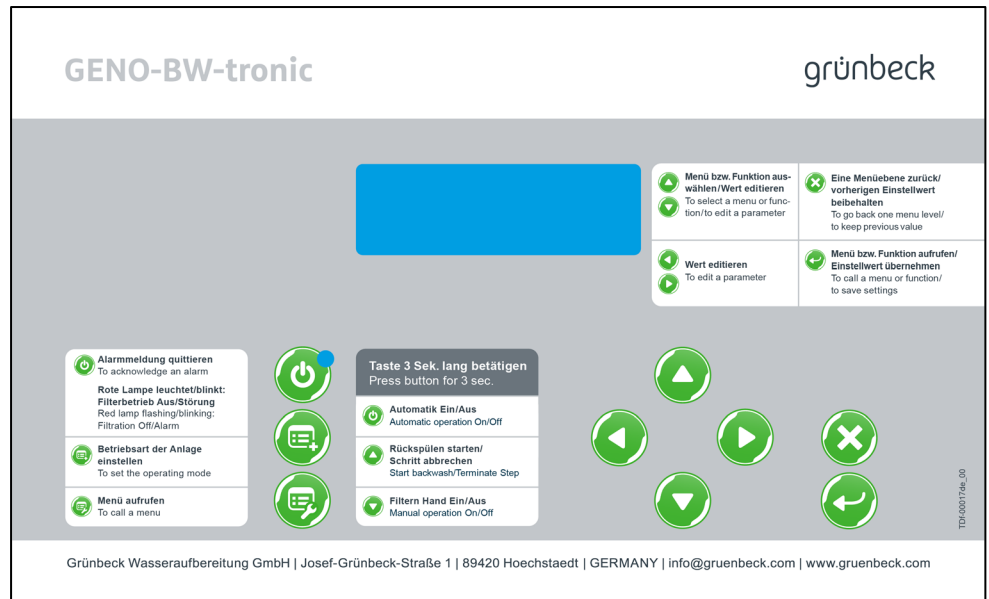 GENO-BW-tronic
grünbeck
Menü bzw. Funktion aus-
wählen/Wert editieren
To select a menu or func-
tion/to edit a parameter
Eine Menüebene zurück/
vorherigen Einstellwert
beibehalten
To go back one menu level/
to keep previous value
Wert editieren
To edit a parameter
Menü bzw. Funktion aufrufen/
Einstellwert übernehmen
To call a menu or function/
to save settings
Alarmmeldung quittieren
To acknowledge an alarm
Rote Lampe leuchtet/blinkt:
Filterbetrieb Aus/Störung
Red lamp flashing/blinking:
Filtration Off/Alarm
Betriebsart der Anlage
einstellen
To set the operating mode
Menü aufrufen
To call a menu
Taste 3 Sek. lang betätigen
Press button for 3 sec.
Automatik Ein/Aus
Automatic operation On/Off
Rückspülen starten/
Schritt abbrechen
Start backwash/Terminate Step
Filtern Hand Ein/Aus
Manual operation On/Off
TDf-00017de_00
Grünbeck Wasseraufbereitung GmbH | Josef-Grünbeck-Straße 1 | 89420 Hoechstaedt | GERMANY | info@gruenbeck.com | www.gruenbeck.com